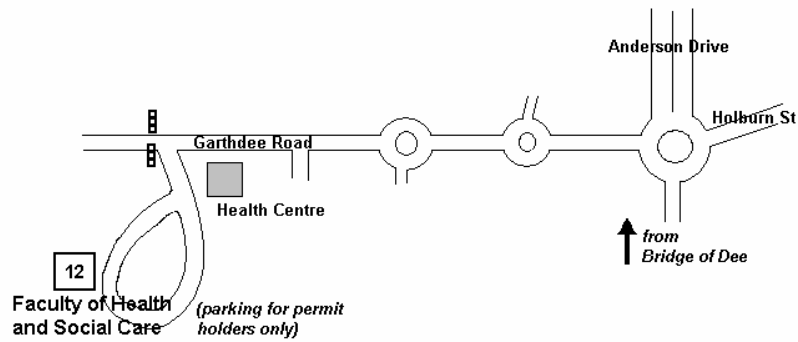 Anderson Drive
Holburn St
Garthdee Road
Health Centre
from
Bridge of Dee
12
Faculty of Health
and Social Care
(parking for permit
holders only)